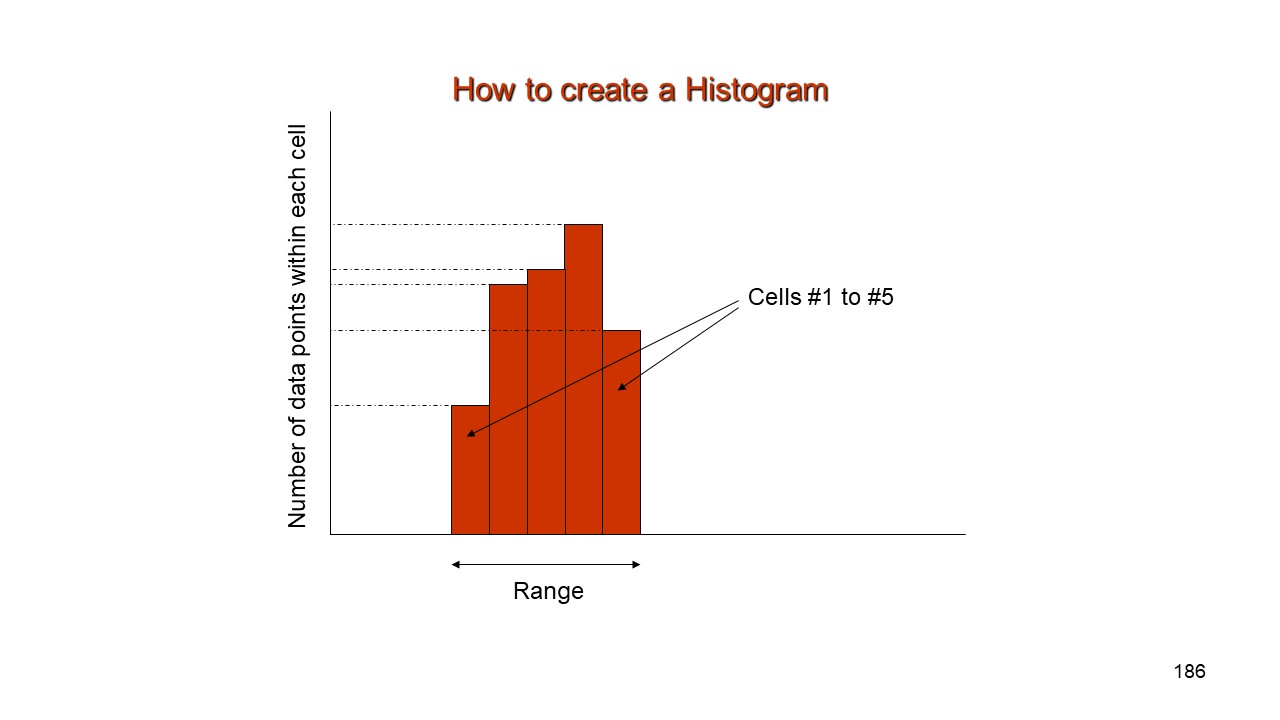 How to create a Histogram
Number of data points within each cell
Cells #1 to #5
Range
186